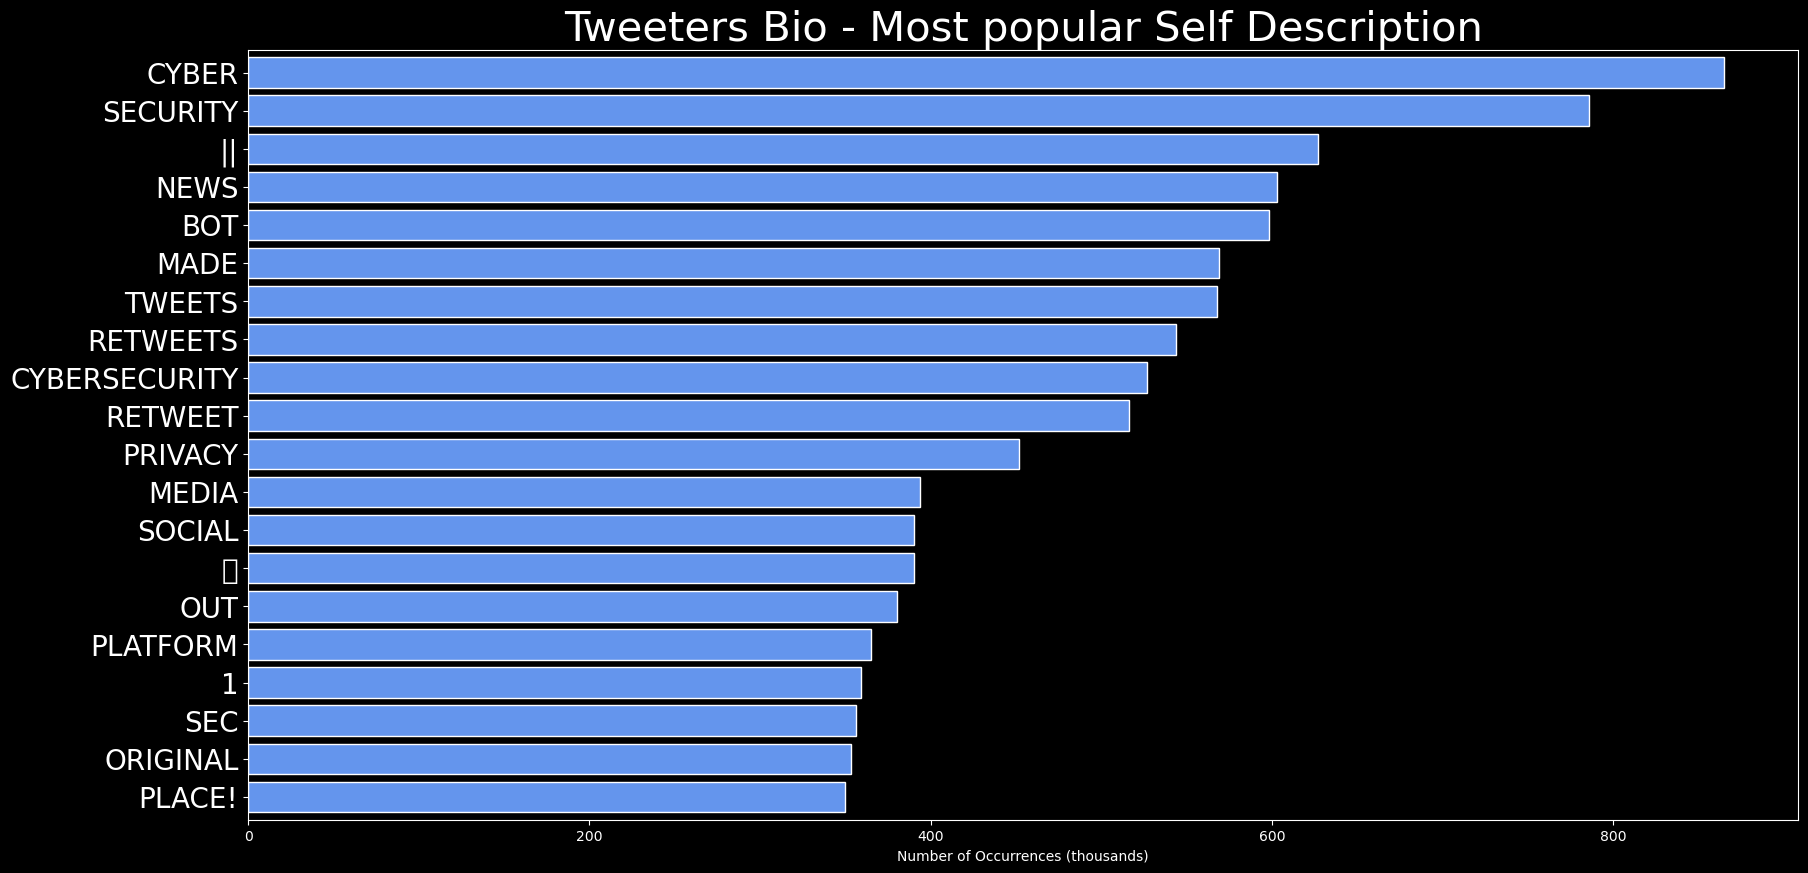 Tweeters Bio - Most popular Self Description
CYBER
SECURITY
||
NEWS
BOT
MADE
TWEETS
RETWEETS
CYBERSECURITY
RETWEET
PRIVACY
MEDIA
SOCIAL
▯
OUT
PLATFORM
1
SEC
ORIGINAL
PLACE!
0 200 400 600 800
Number of Occurrences (thousands)